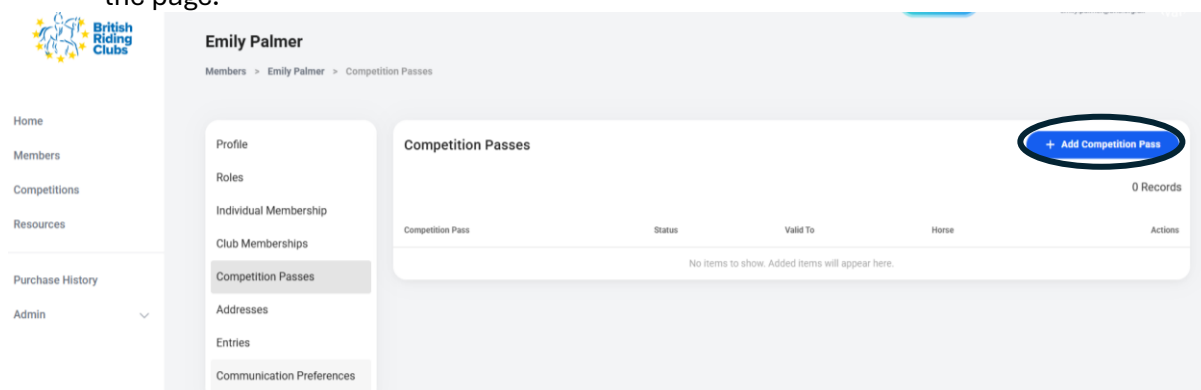 the page.
British
Riding
Clubs
Emily Palmer
Members > Emily Palmer > Competition Passes
Home
Members
Competitions
Resources
Purchase History
Admin
Profile
Roles
Individual Membership
Club Memberships
Competition Passes
Addresses
Entries
Communication Preferences
Competition Passes
+ Add Competition Pass
0 Records
Competition Pass Status Valid To Horse Actions
No items to show. Added items will appear here.